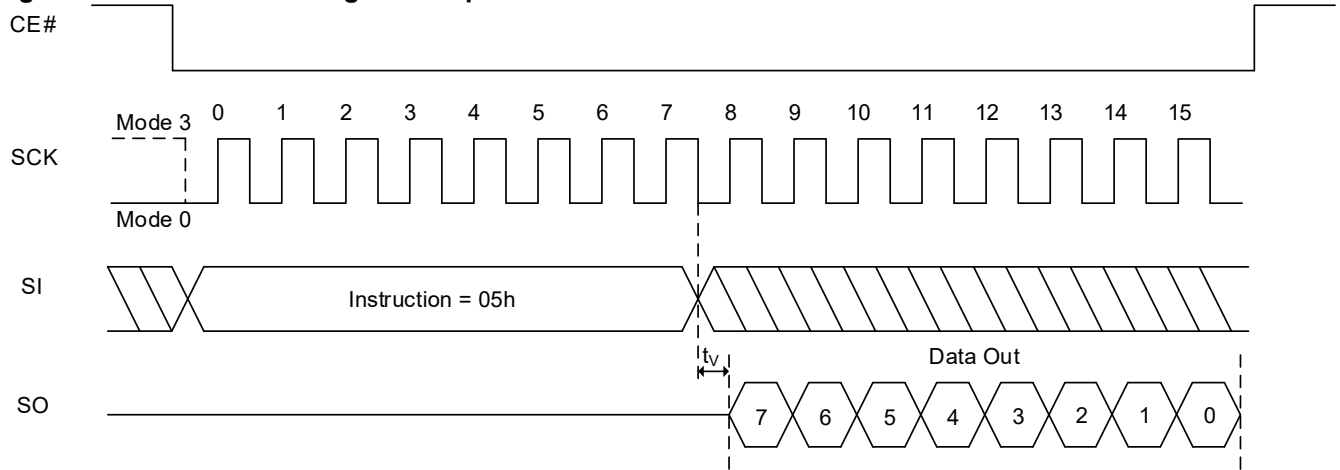 CE#
0 1 2 3 4 5 6 7 8 9 10 11 12 13 14 15
Mode 3
SCK
Mode 0
SI
Instruction = 05h
tV
Data Out
SO
7 6 5 4 3 2 1 0